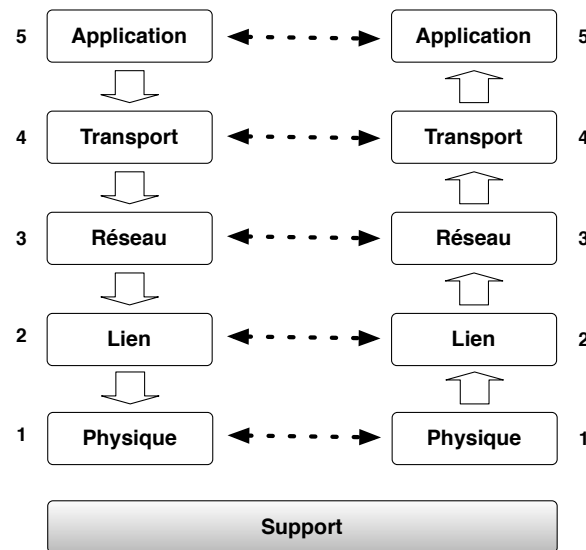 5 Application Application 5
4 Transport Transport 4
3 Réseau Réseau 3
2 Lien Lien 2
1 Physique Physique 1
Support